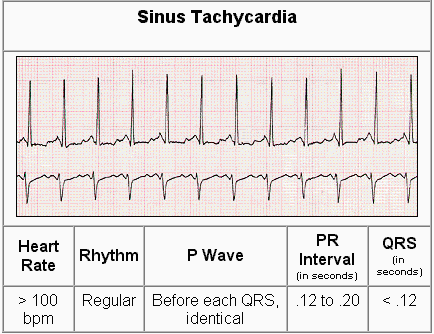 Sinus Tachycardia
Heart Rate
Rhythm
P Wave
PR Interval
(in seconds)
QRS
(in seconds)
> 100 bpm
Regular
Before each QRS, identical
.12 to .20
< .12